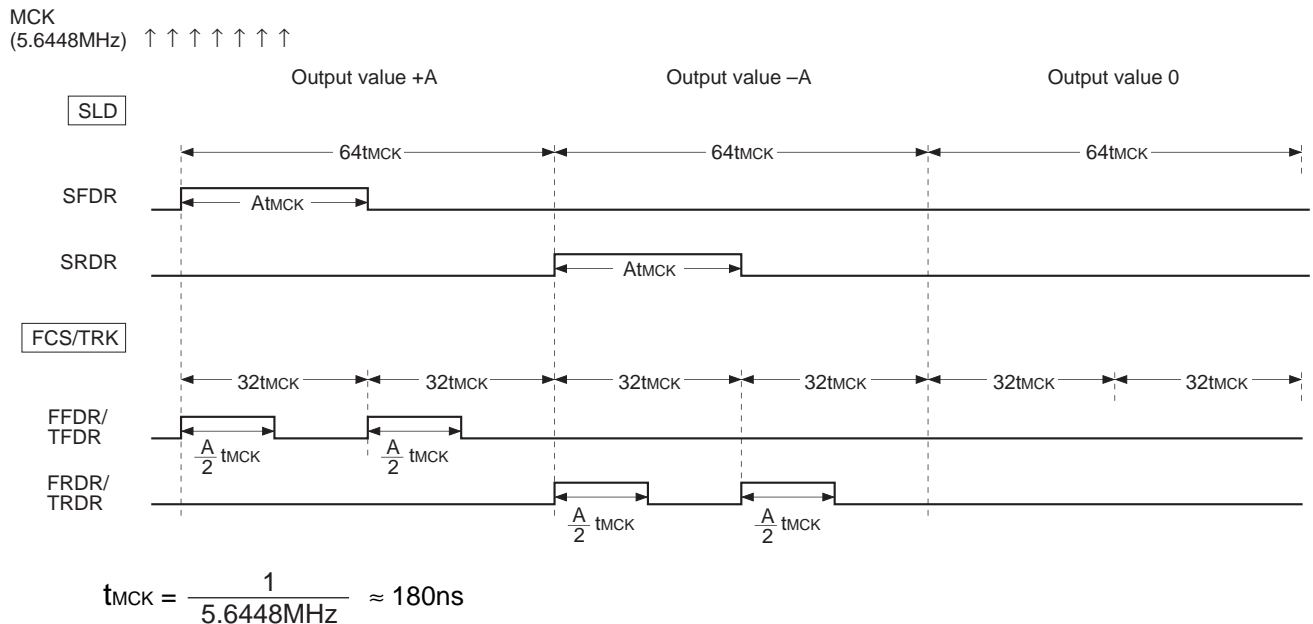 MCK
(5.6448MHz) ↑ ↑ ↑ ↑ ↑ ↑ ↑
Output value +A Output value –A Output value 0
SLD
64tMCK 64tMCK 64tMCK
SFDR AtMCK
SRDR AtMCK
FCS/TRK
32tMCK 32tMCK 32tMCK 32tMCK 32tMCK 32tMCK
FFDR/
TFDR
A/2 tMCK A/2 tMCK
FRDR/
TRDR
A/2 tMCK A/2 tMCK
tMCK = 1/5.6448MHz ≈ 180ns